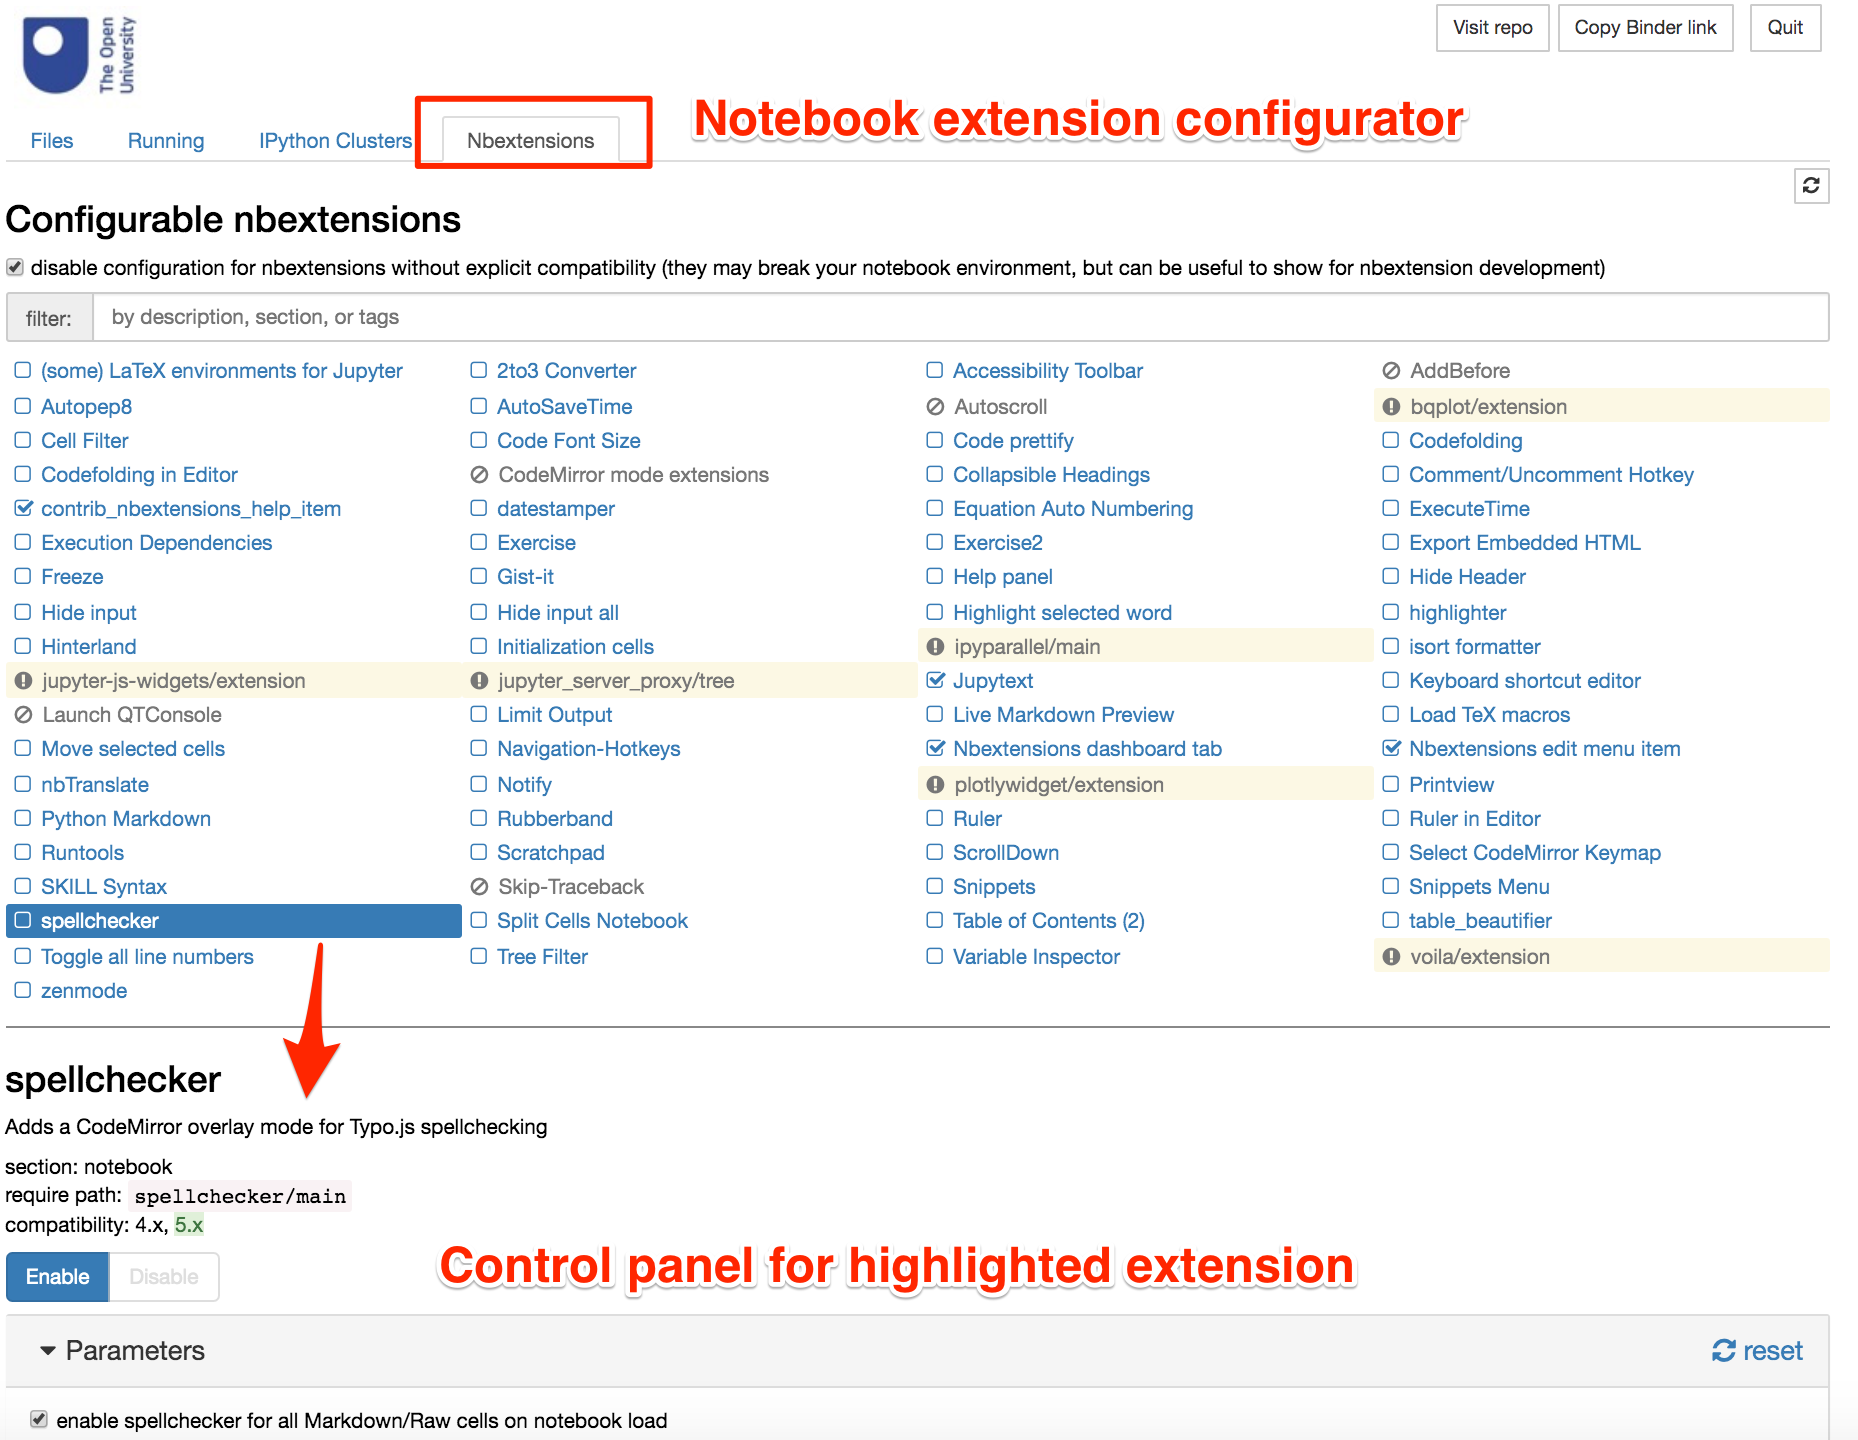 The Open University
Visit repo
Copy Binder link
Quit
Notebook extension configurator
Files
Running
IPython Clusters
Nbextensions
Configurable nbextensions
disable configuration for nbextensions without explicit compatibility (they may break your notebook environment, but can be useful to show for nbextension development)
filter: by description, section, or tags
(some) LaTeX environments for Jupyter 2to3 Converter Accessibility Toolbar AddBefore
Autopep8 AutoSaveTime Autoscroll bqplot/extension
Cell Filter Code Font Size Code prettify Codefolding
Codefolding in Editor CodeMirror mode extensions Collapsible Headings Comment/Uncomment Hotkey
contrib_nbextensions_help_item datestamper Equation Auto Numbering ExecuteTime
Execution Dependencies Exercise Exercise2 Export Embedded HTML
Freeze Gist-it Help panel Hide Header
Hide input Hide input all Highlight selected word highlighter
Hinterland Initialization cells ipyparallel/main isort formatter
jupyter-js-widgets/extension jupyter_server_proxy/tree Jupytext Keyboard shortcut editor
Launch QTConsole Limit Output Live Markdown Preview Load TeX macros
Move selected cells Navigation-Hotkeys Nbextensions dashboard tab Nbextensions edit menu item
nbTranslate Notify plotlywidget/extension Printview
Python Markdown Rubberband Ruler Ruler in Editor
Runtools Scratchpad ScrollDown Select CodeMirror Keymap
SKILL Syntax Skip-Traceback Snippets Snippets Menu
spellchecker Split Cells Notebook Table of Contents (2) table_beautifier
Toggle all line numbers Tree Filter Variable Inspector voila/extension
zenmode
spellchecker
Adds a CodeMirror overlay mode for Typo.js spellchecking
section: notebook
require path: spellchecker/main
compatibility: 4.x, 5.x
Control panel for highlighted extension
Enable Disable
Parameters
reset
enable spellchecker for all Markdown/Raw cells on notebook load